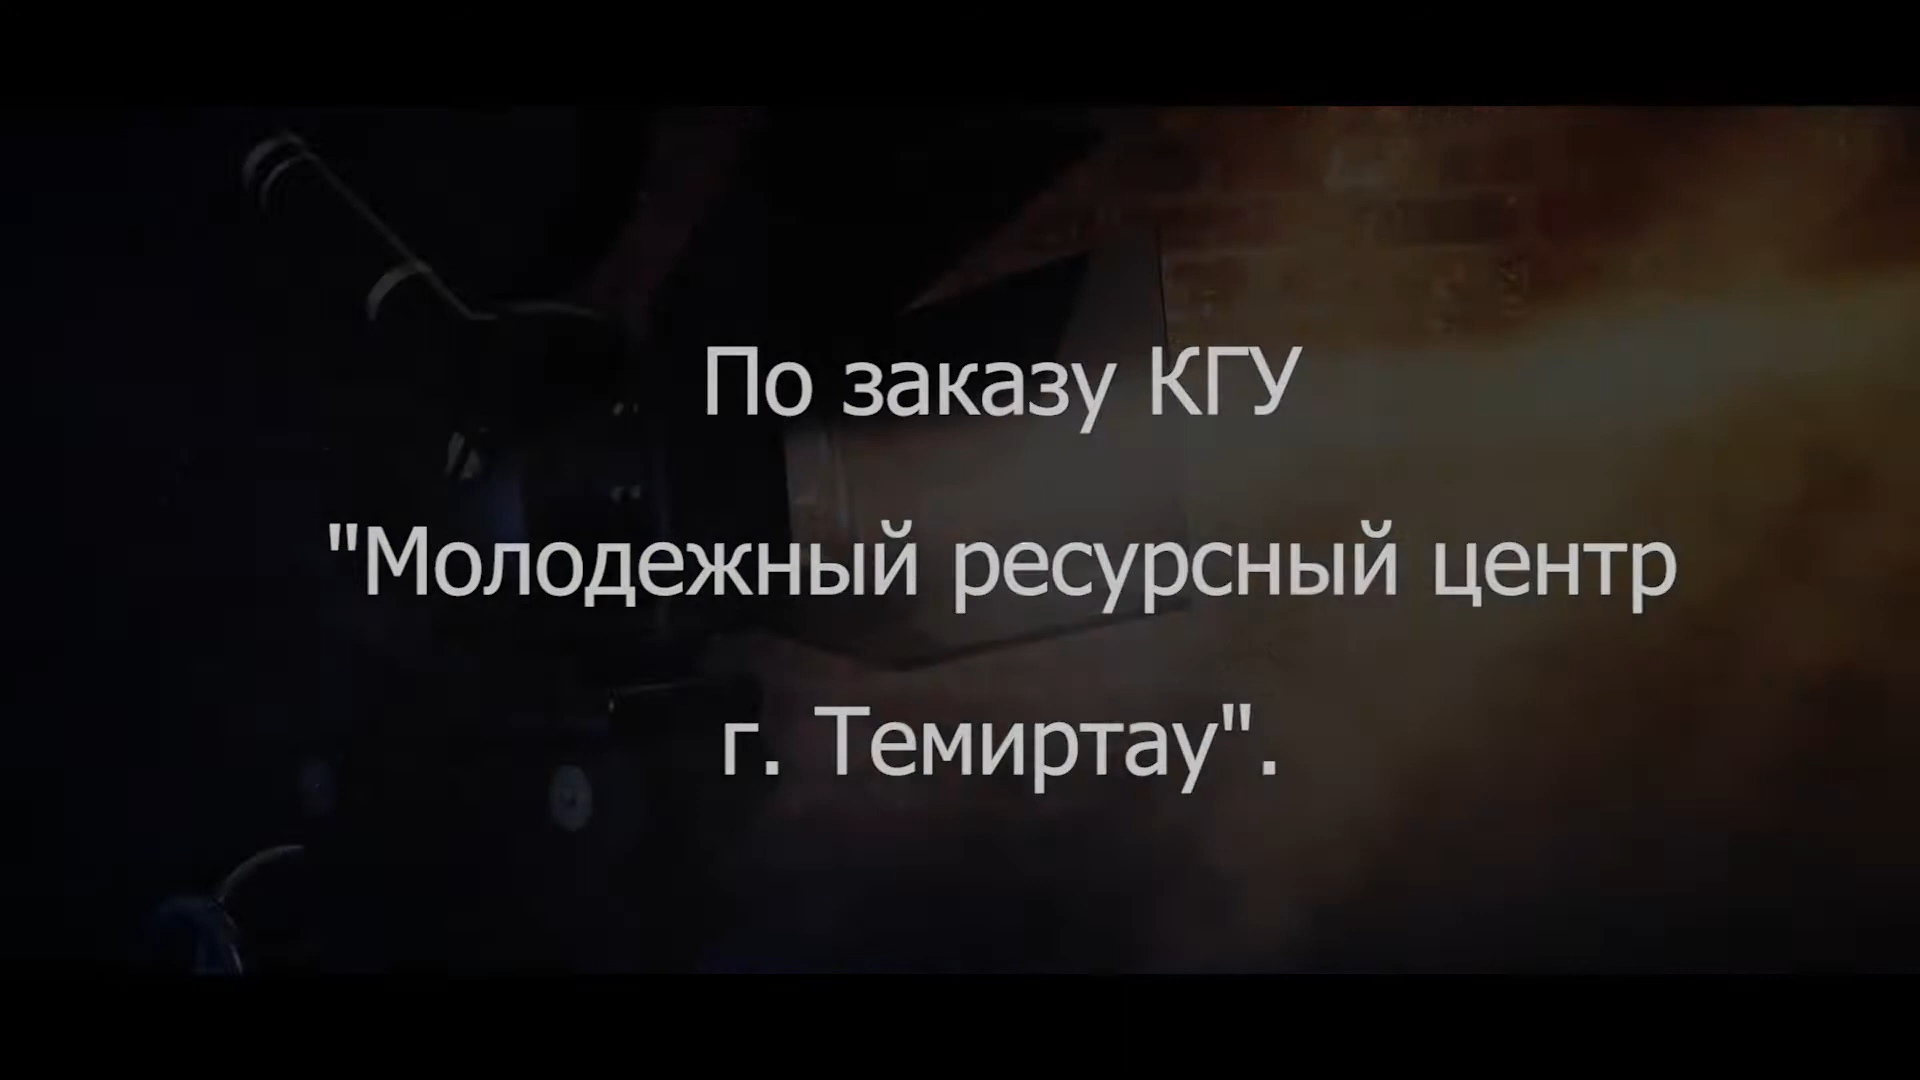 По заказу КГУ
"Молодежный ресурсный центр
г. Темиртау".